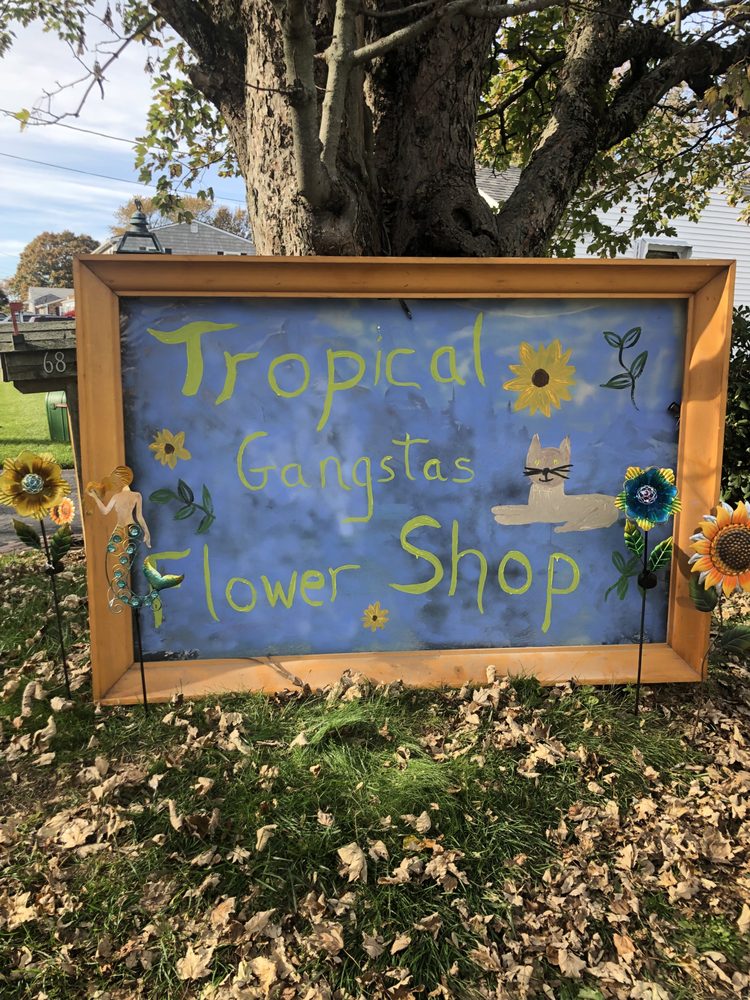 Tropical
Gangstas
Flower Shop
68